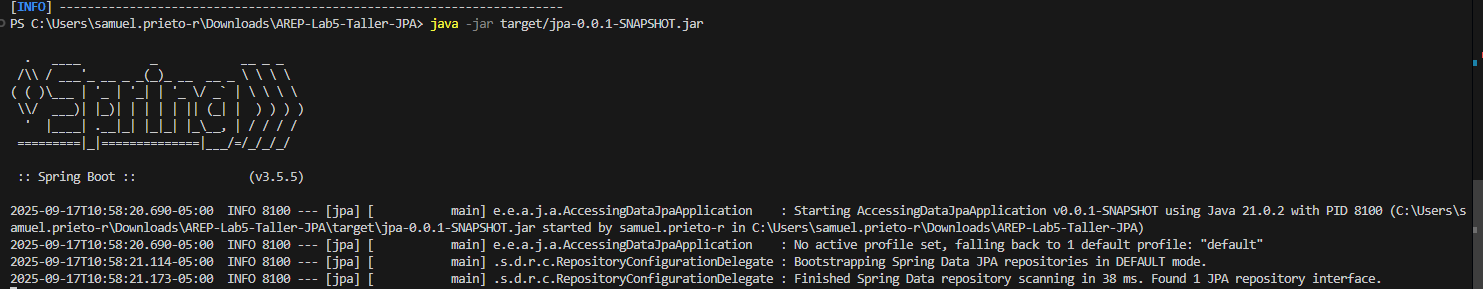 [INFO] ------------------------------------------------------------------------
PS C:\Users\samuel.prieto-r\Downloads\AREP-Lab5-Taller-JPA> java -jar target/jpa-0.0.1-SNAPSHOT.jar
  .   ____          _            __ _ _
 /\\ / ___'_ __ _ _(_)_ __  __ _ \ \ \ \
( ( )\___ | '_ | '_| | '_ \/ _` | \ \ \ \
 \\/  ___)| |_)| | | | | || (_| |  ) ) ) )
  '  |____| .__|_| |_|_| |_\__, | / / / /
 =========|_|==============|___/=/_/_/_/
 :: Spring Boot ::                (v3.5.5)
2025-09-17T10:58:20.690-05:00  INFO 8100 --- [jpa] [           main] e.e.a.j.a.AccessingDataJpaApplication    : Starting AccessingDataJpaApplication v0.0.1-SNAPSHOT using Java 21.0.2 with PID 8100 (C:\Users\s
amuel.prieto-r\Downloads\AREP-Lab5-Taller-JPA\target\jpa-0.0.1-SNAPSHOT.jar started by samuel.prieto-r in C:\Users\samuel.prieto-r\Downloads\AREP-Lab5-Taller-JPA)
2025-09-17T10:58:20.690-05:00  INFO 8100 --- [jpa] [           main] e.e.a.j.a.AccessingDataJpaApplication    : No active profile set, falling back to 1 default profile: "default"
2025-09-17T10:58:21.114-05:00  INFO 8100 --- [jpa] [           main] .s.d.r.c.RepositoryConfigurationDelegate : Bootstrapping Spring Data JPA repositories in DEFAULT mode.
2025-09-17T10:58:21.173-05:00  INFO 8100 --- [jpa] [           main] .s.d.r.c.RepositoryConfigurationDelegate : Finished Spring Data repository scanning in 38 ms. Found 1 JPA repository interface.